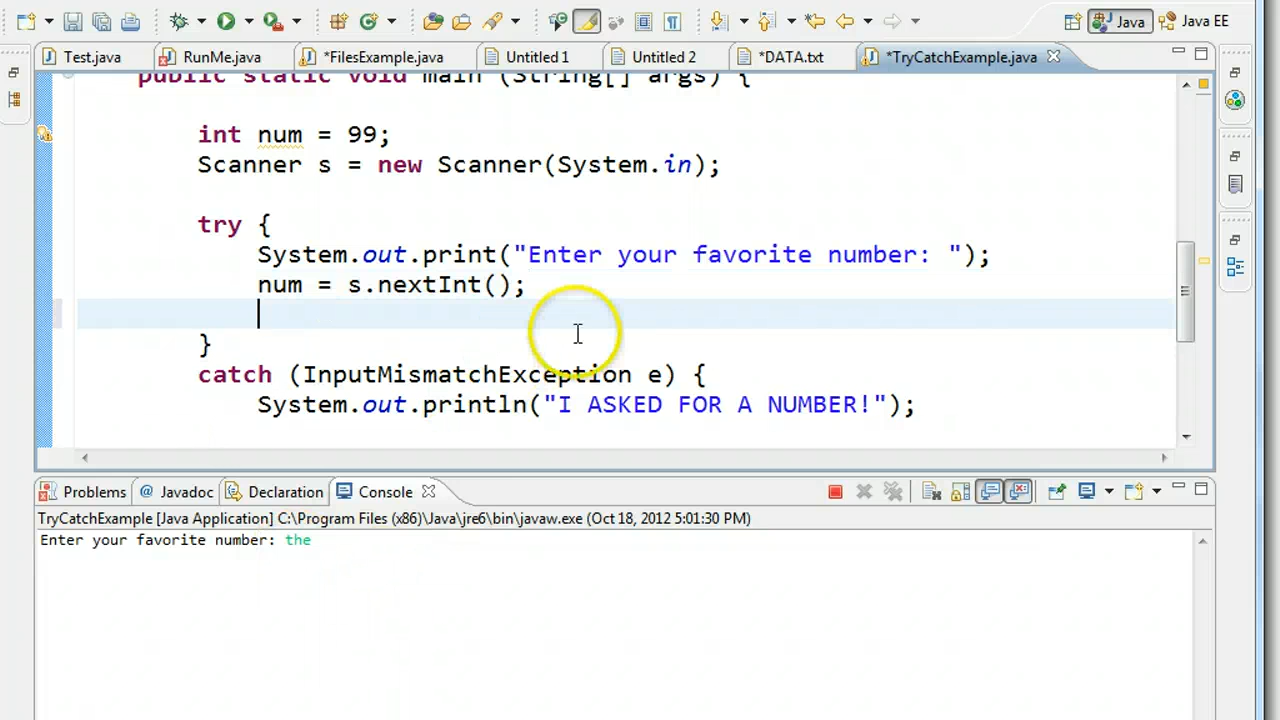 Java Java EE
Test.java RunMe.java *FilesExample.java Untitled 1 Untitled 2 *DATA.txt *TryCatchExample.java
public static void main (String[] args) {
int num = 99;
Scanner s = new Scanner(System.in);
try {
System.out.print("Enter your favorite number: ");
num = s.nextInt();
}
catch (InputMismatchException e) {
System.out.println("I ASKED FOR A NUMBER!");
Problems @ Javadoc Declaration Console
TryCatchExample [Java Application] C:\Program Files (x86)\Java\jre6\bin\javaw.exe (Oct 18, 2012 5:01:30 PM)
Enter your favorite number: the